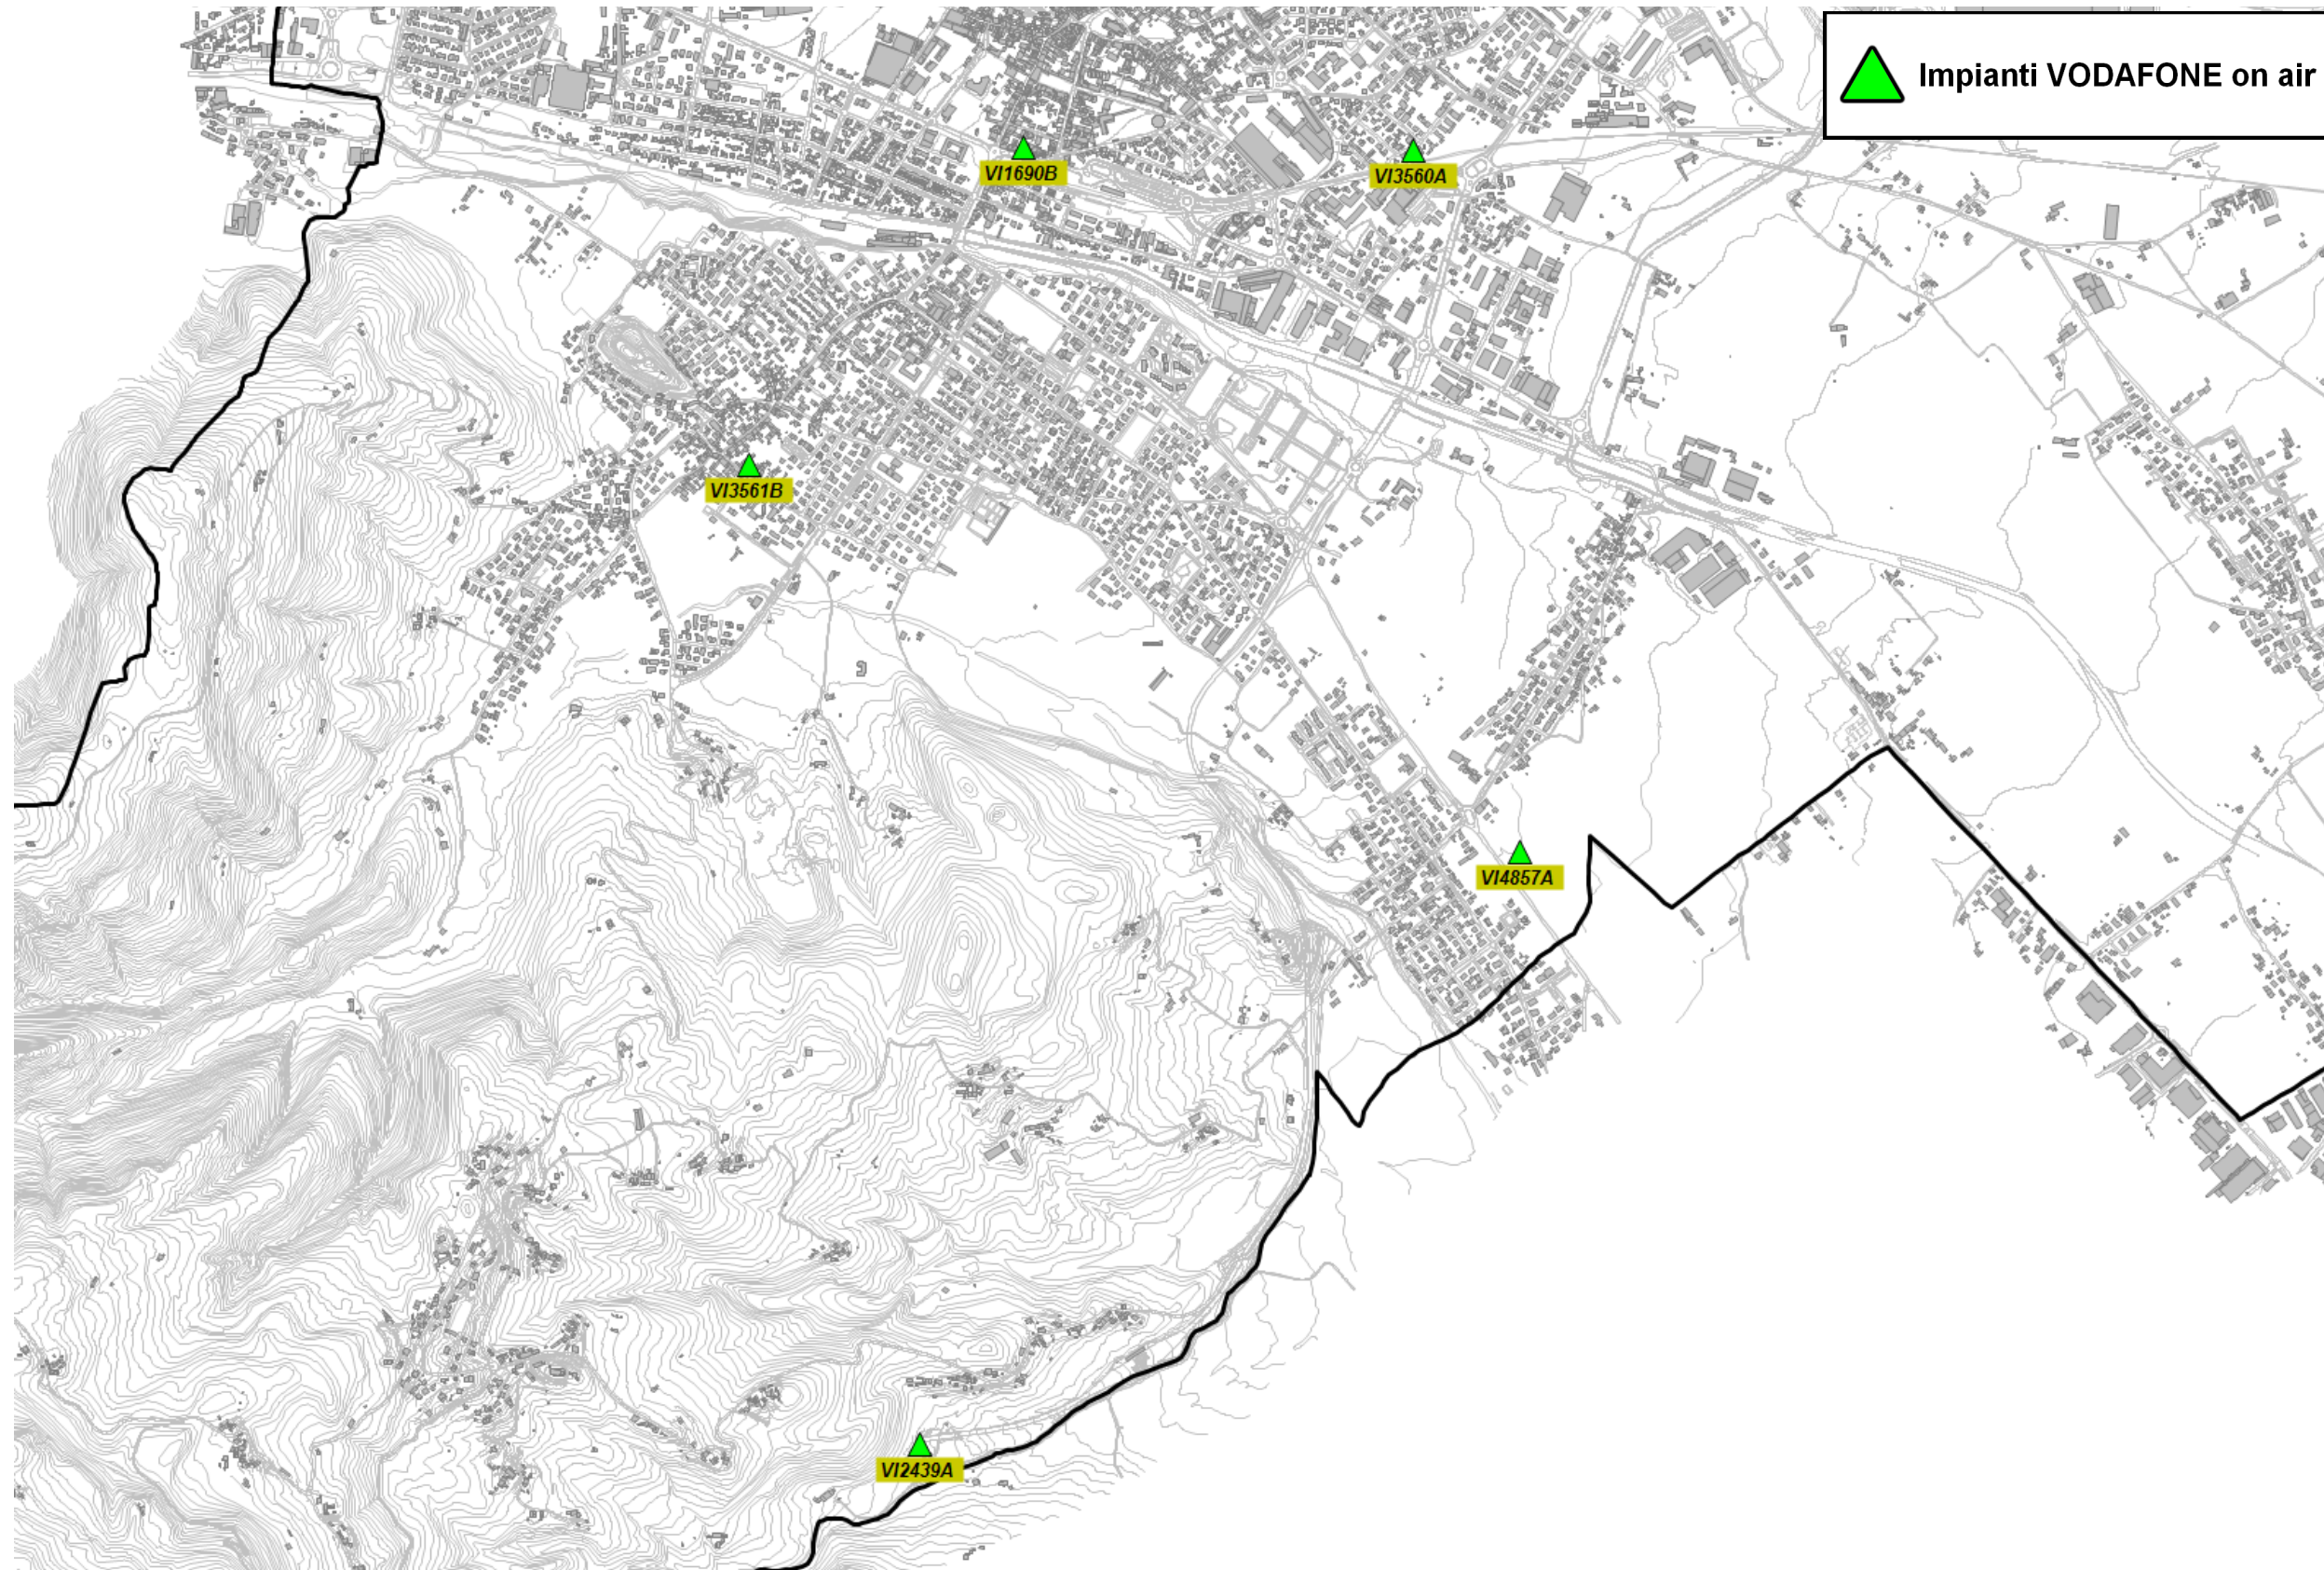 Impianti VODAFONE on air
VI1690B
VI3560A
VI3561B
VI4857A
VI2439A